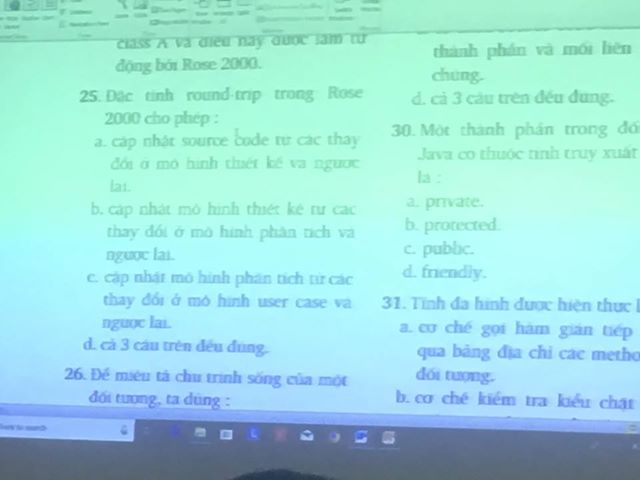 class A và điều này được làm tự
động bởi Rose 2000.
25. Đặc tính round-trip trong Rose
2000 cho phép :
a. cập nhật source code từ các thay
đổi ở mô hình thiết kế và ngược
lại.
b. cập nhật mô hình thiết kế từ các
thay đổi ở mô hình phân tích và
ngược lại.
c. cập nhật mô hình phân tích từ các
thay đổi ở mô hình user case và
ngược lại.
d. cả 3 câu trên đều đúng.
26. Để miêu tả chu trình sống của một
đối tượng, ta dùng :
thành phần và mối liên
chúng.
d. cả 3 câu trên đều đúng.
30. Một thành phần trong đối
Java có thuộc tính truy xuất
là :
a. private.
b. protected.
c. public.
d. friendly.
31. Tính đa hình được hiện thực
a. cơ chế gọi hàm gián tiếp
qua bảng địa chỉ các metho
đối tượng.
b. cơ chế kiểm tra kiểu chặt
to search